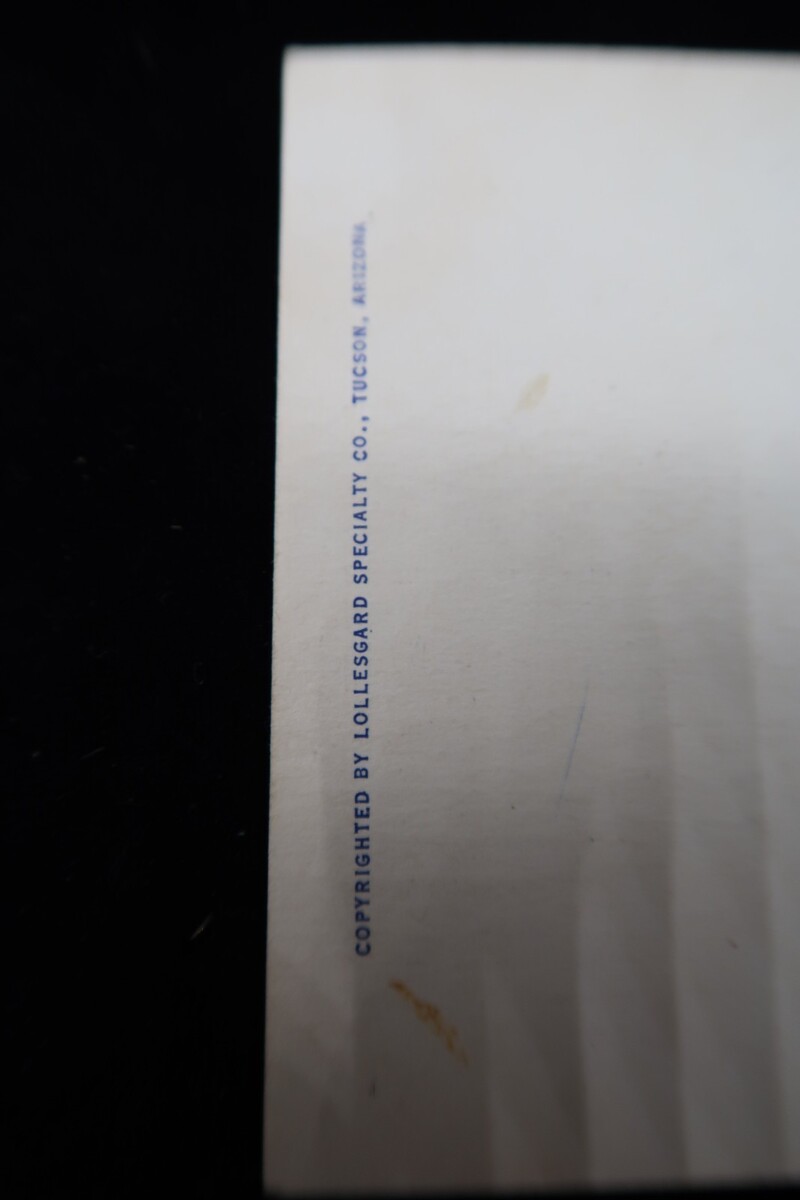 COPYRIGHTED BY LOLLESGARD SPECIALTY CO., TUCSON, ARIZONA